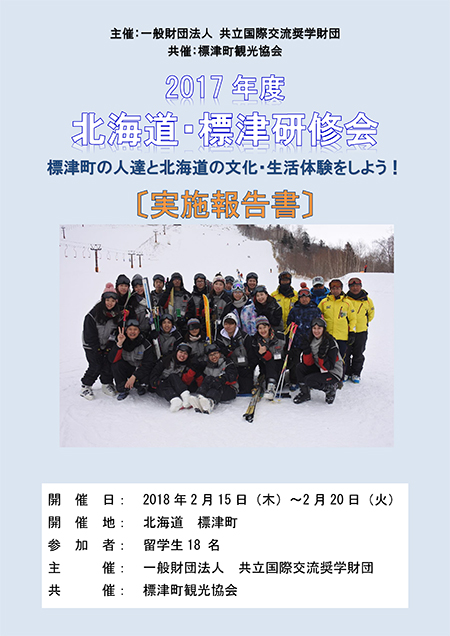 主催:一般財団法人 共立国際交流奨学財団
共催:標津町観光協会
2017 年度
北海道・標津研修会
標津町の人達と北海道の文化・生活体験をしよう!
〔実施報告書〕
開 催 日: 2018 年 2 月 15 日(木)~2 月 20 日(火)
開 催 地: 北海道 標津町
参 加 者: 留学生 18 名
主 催: 一般財団法人 共立国際交流奨学財団
共 催: 標津町観光協会